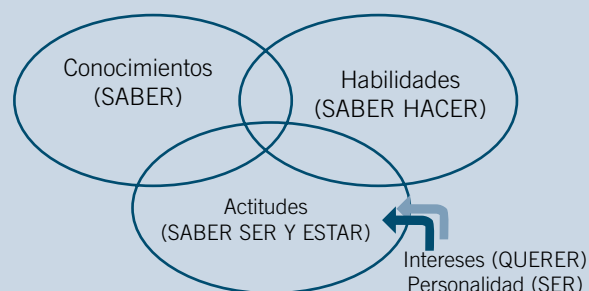 Conocimientos
(SABER)
Habilidades
(SABER HACER)
Actitudes
(SABER SER Y ESTAR)
Intereses (QUERER)
Personalidad (SER)